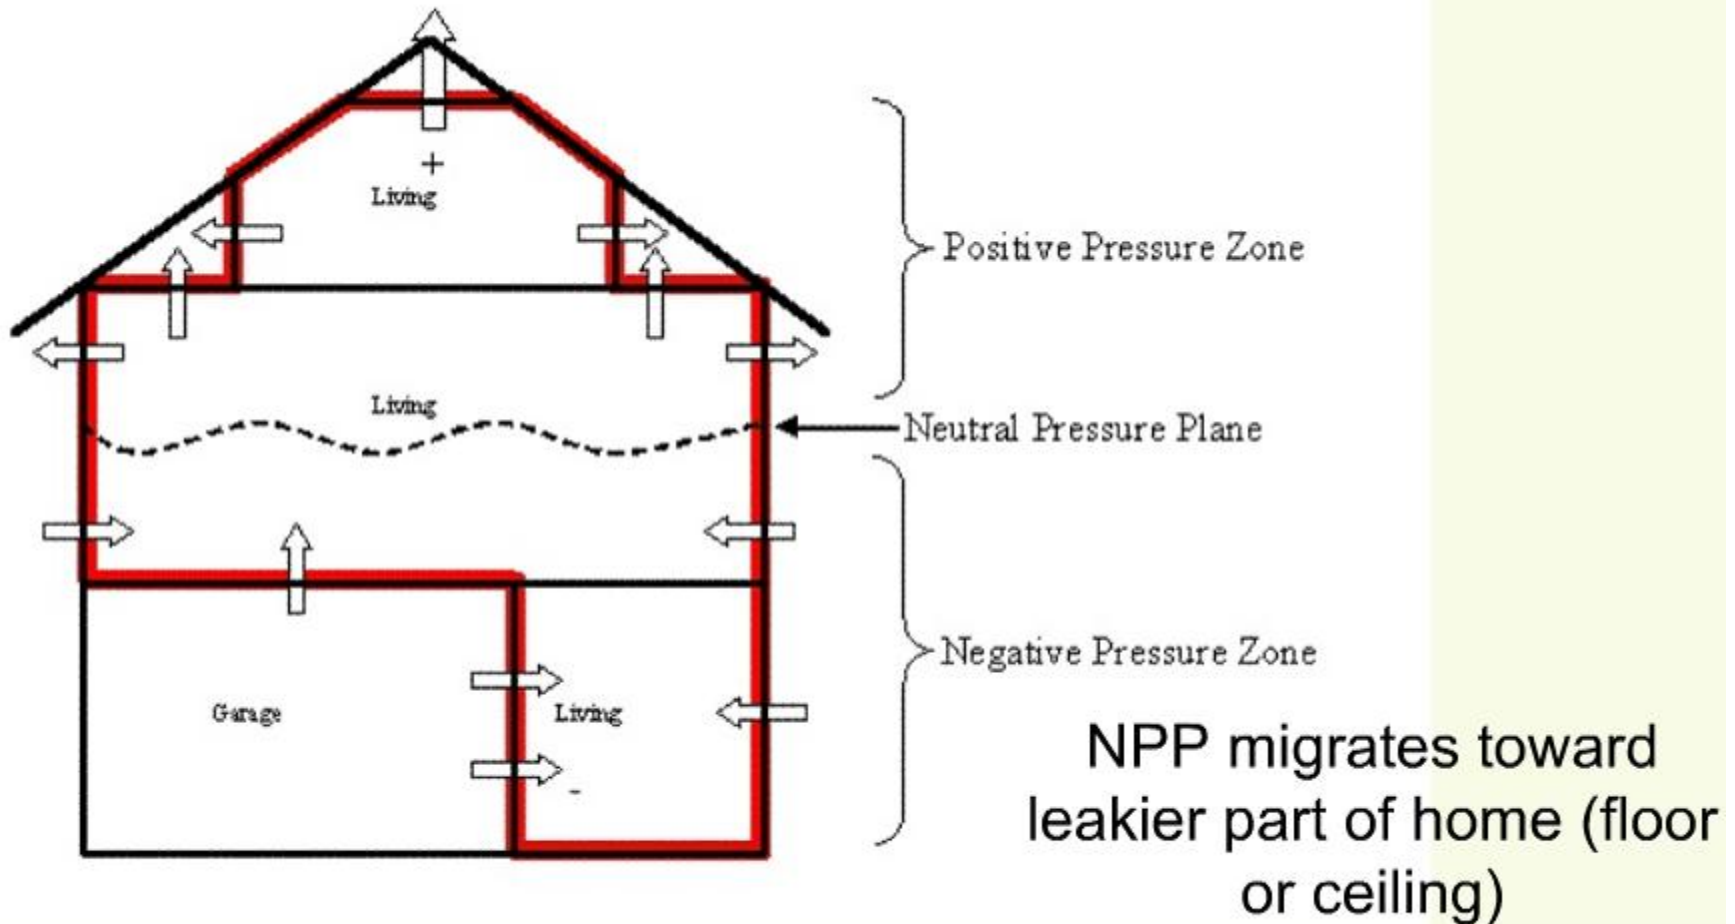 +
Living
Positive Pressure Zone
Living
Neutral Pressure Plane
Negative Pressure Zone
Garage
Living
-
NPP migrates toward
leakier part of home (floor
or ceiling)